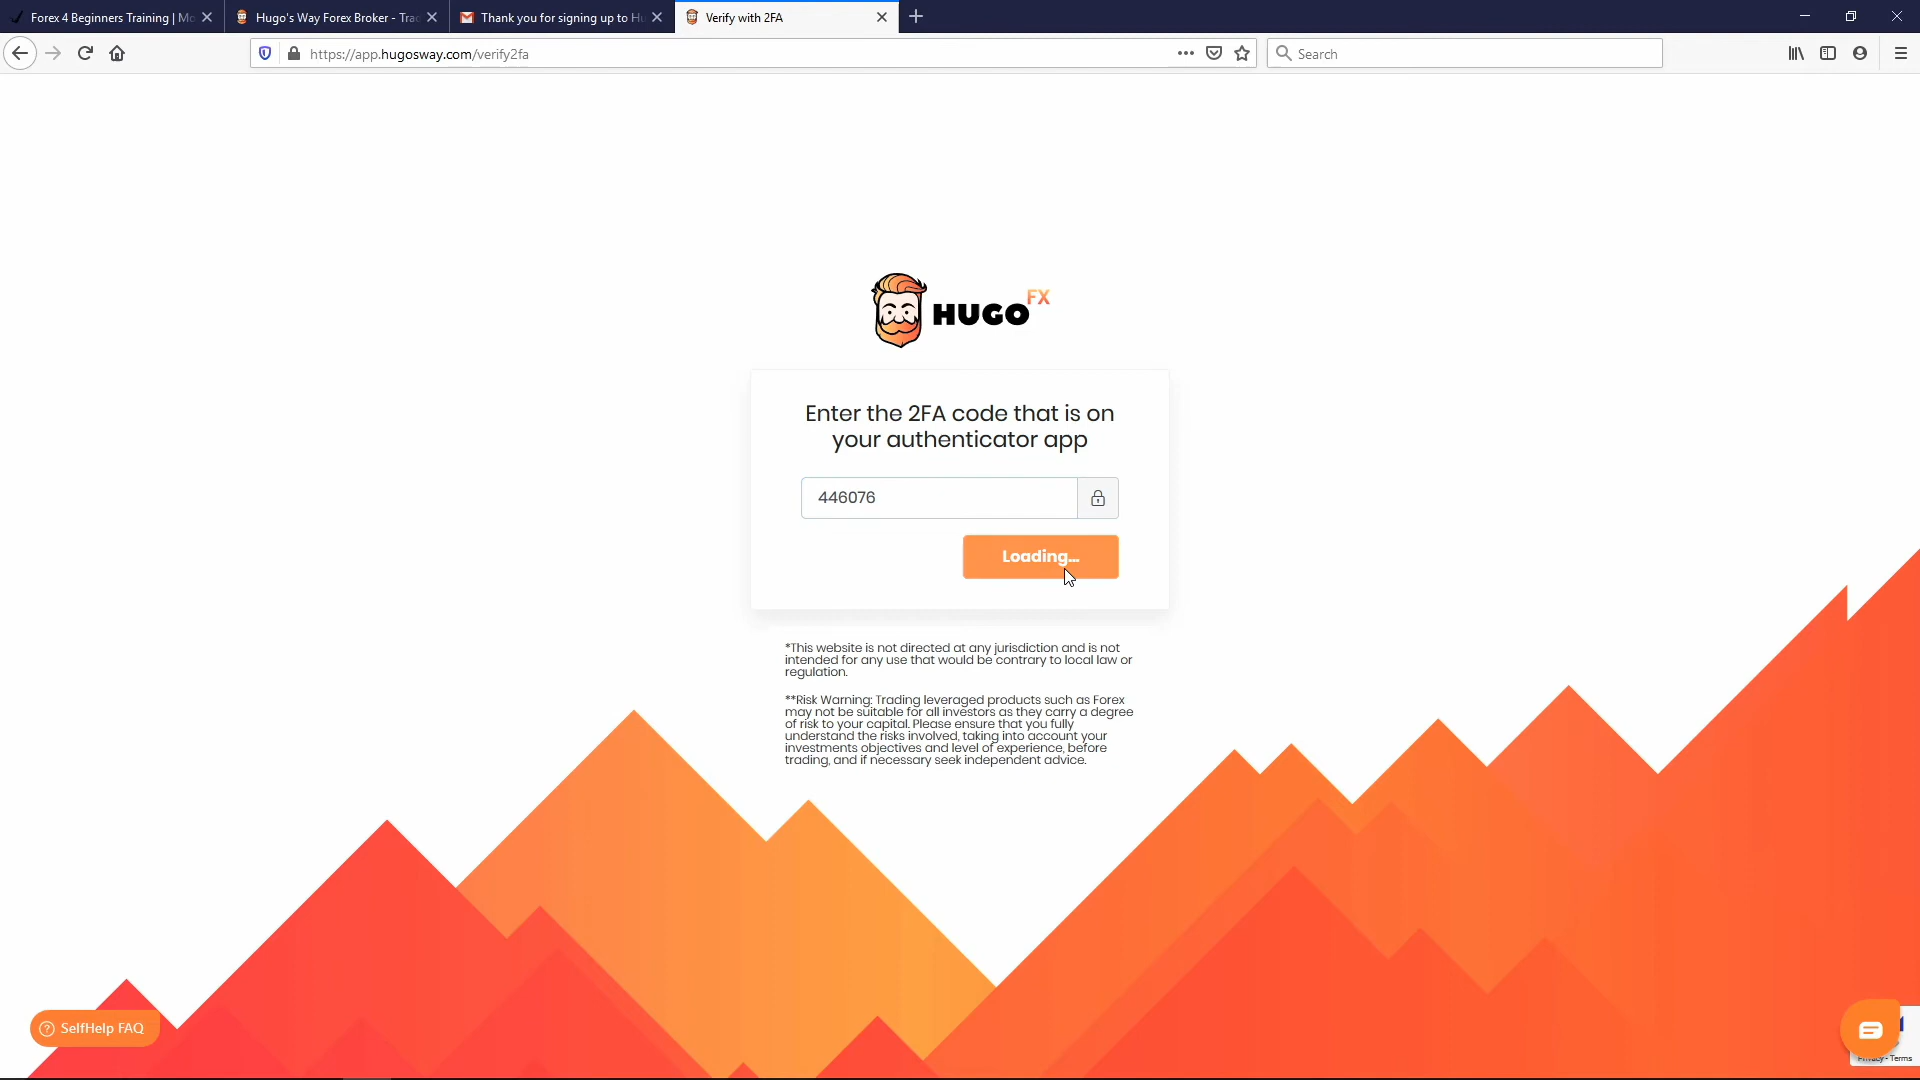 Forex 4 Beginners Training | Mo
Hugo's Way Forex Broker - Trad
Thank you for signing up to Hu
Verify with 2FA
https://app.hugosway.com/verify2fa
Search
HUGO FX
Enter the 2FA code that is on
your authenticator app
446076
Loading...
*This website is not directed at any jurisdiction and is not
intended for any use that would be contrary to local law or
regulation.
**Risk Warning: Trading leveraged products such as Forex
may not be suitable for all investors as they carry a degree
of risk to your capital. Please ensure that you fully
understand the risks involved, taking into account your
investments objectives and level of experience, before
trading, and if necessary seek independent advice.
SelfHelp FAQ
Privacy - Terms